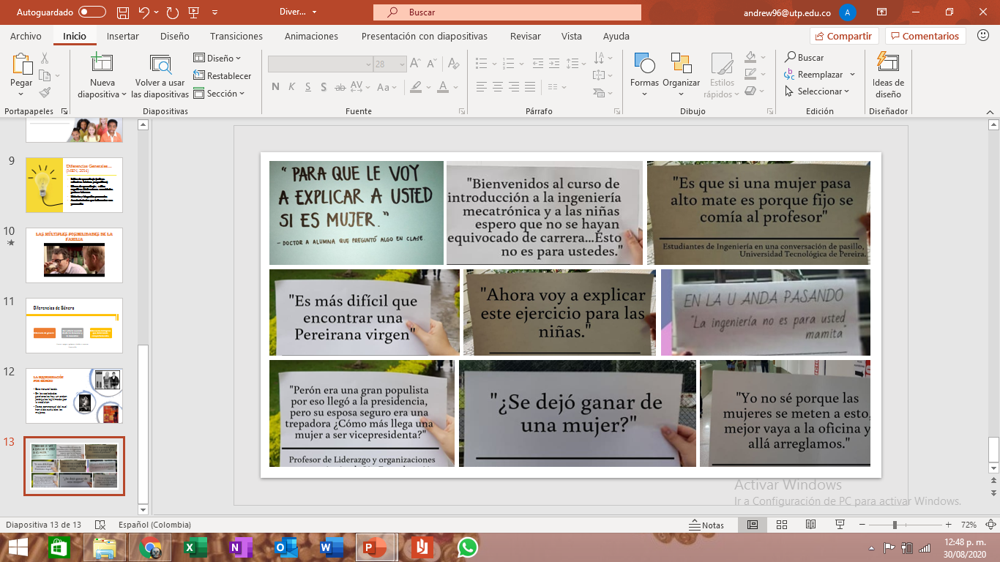 Autoguardado
Diver...
Buscar
andrew96@utp.edu.co
A
Archivo
Inicio
Insertar
Diseño
Transiciones
Animaciones
Presentación con diapositivas
Revisar
Vista
Ayuda
Compartir
Comentarios
Pegar
Nueva
diapositiva
Volver a usar
las diapositivas
Diseño
Restablecer
Sección
28
N K S S ab AV Aa
A
Formas
Organizar
Estilos
rápidos
Buscar
Reemplazar
Seleccionar
Ideas de
diseño
Portapapeles
Diapositivas
Fuente
Párrafo
Dibujo
Edición
Diseñador
9
Diferencias Generales...
10
LAS MÚLTIPLES POSIBILIDADES DE LA
FAMILIA
11
Diferencias de Género
12
13
"PARA QUE LE VOY
A EXPLICAR A USTED
SI ES MUJER."
- DOCTOR A ALUMNA QUE PREGUNTÓ ALGO EN CLASE
"Bienvenidos al curso de
introducción a la ingeniería
mecatrónica y a las niñas
espero que no se hayan
equivocado de carrera...Esto
no es para ustedes."
"Es que si una mujer pasa
alto mate es porque fijo se
comía al profesor"
Estudiantes de Ingeniería en una conversación de pasillo,
Universidad Tecnológica de Pereira.
"Es más difícil que
encontrar una
Pereirana virgen"
"Ahora voy a explicar
este ejercicio para las
niñas."
EN LA U ANDA PASANDO
"La ingeniería no es para usted
mamita"
"Perón era una gran populista
por eso llegó a la presidencia,
pero su esposa seguro era una
trepadora ¿Cómo más llega una
mujer a ser vicepresidenta?"
Profesor de Liderazgo y organizaciones
"¿Se dejó ganar de
una mujer?"
"Yo no sé porque las
mujeres se meten a esto,
mejor vaya a la oficina y
allá arreglamos."
Activar Windows
Ir a Configuración de PC para activar Windows.
Diapositiva 13 de 13
Español (Colombia)
Notas
72%
12:48 p. m.
30/08/2020